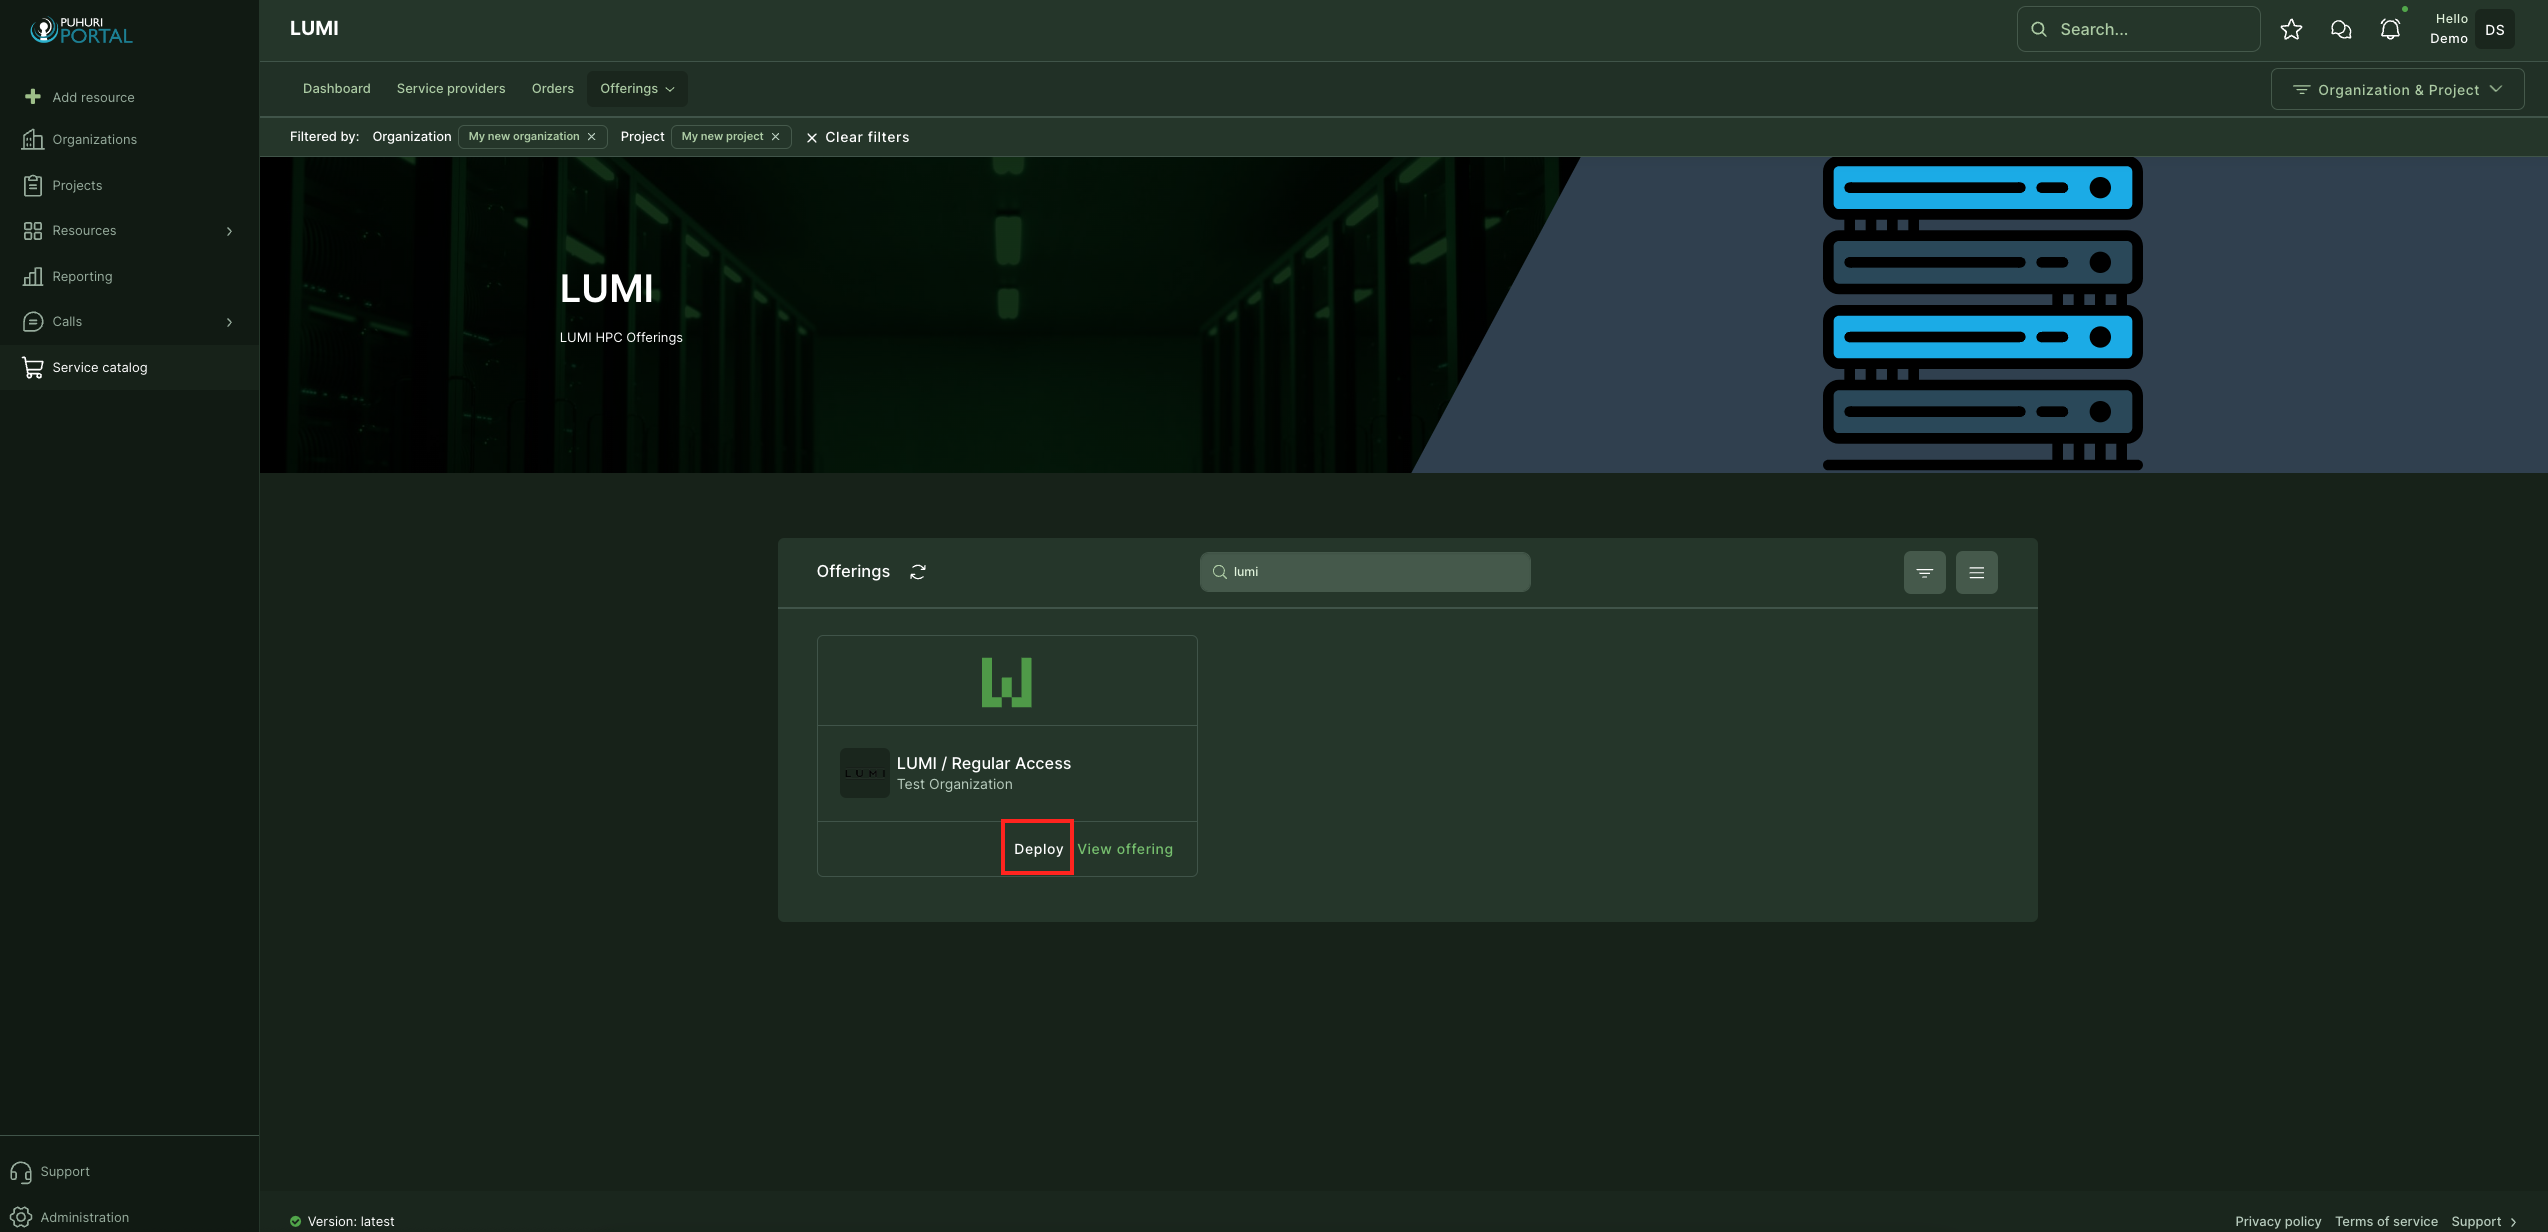 PUHURI
PORTAL
LUMI
Search...
Hello
Demo
DS
Add resource
Organizations
Projects
Resources
Reporting
Calls
Service catalog
Dashboard Service providers Orders Offerings
Organization & Project
Filtered by: Organization My new organization Project My new project Clear filters
LUMI
LUMI HPC Offerings
Offerings
lumi
LUMI
LUMI / Regular Access
Test Organization
Deploy View offering
Support
Administration
Version: latest
Privacy policy Terms of service Support